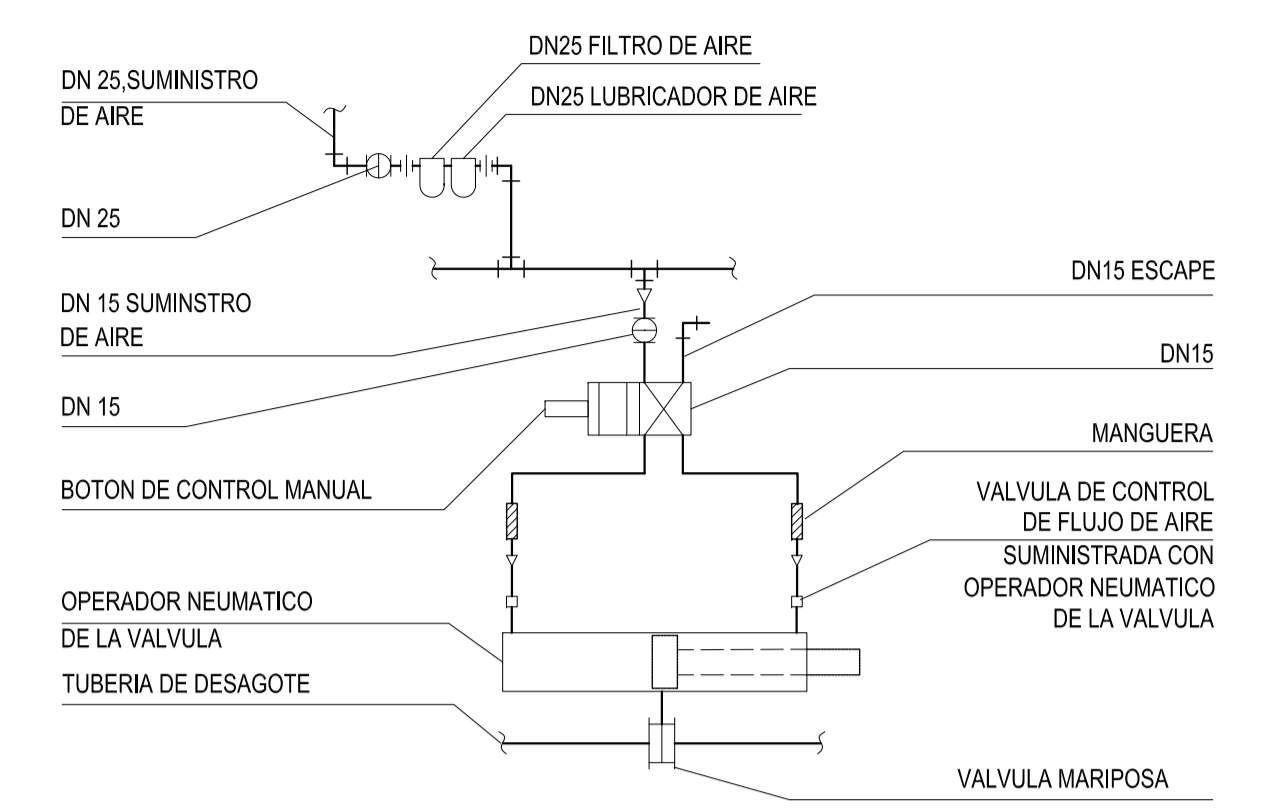 DN25 FILTRO DE AIRE
DN 25,SUMINISTRO
DE AIRE
DN25 LUBRICADOR DE AIRE
DN 25
DN 15 SUMINSTRO
DE AIRE
DN 15
BOTON DE CONTROL MANUAL
OPERADOR NEUMATICO
DE LA VALVULA
TUBERIA DE DESAGOTE
DN15 ESCAPE
DN15
MANGUERA
VALVULA DE CONTROL
DE FLUJO DE AIRE
SUMINISTRADA CON
OPERADOR NEUMATICO
DE LA VALVULA
VALVULA MARIPOSA